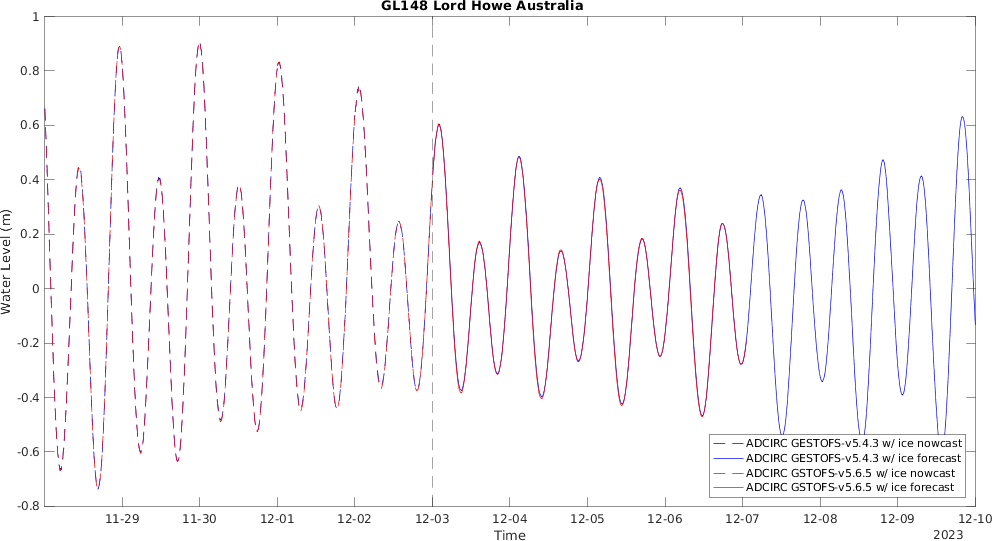 GL148 Lord Howe Australia
Water Level (m)
1
0.8
0.6
0.4
0.2
0
-0.2
-0.4
-0.6
-0.8
ADCIRC GESTOFS-v5.4.3 w/ ice nowcast
ADCIRC GESTOFS-v5.4.3 w/ ice forecast
ADCIRC GSTOFS-v5.6.5 w/ ice nowcast
ADCIRC GSTOFS-v5.6.5 w/ ice forecast
11-29 11-30 12-01 12-02 12-03 12-04 12-05 12-06 12-07 12-08 12-09 12-10
Time
2023